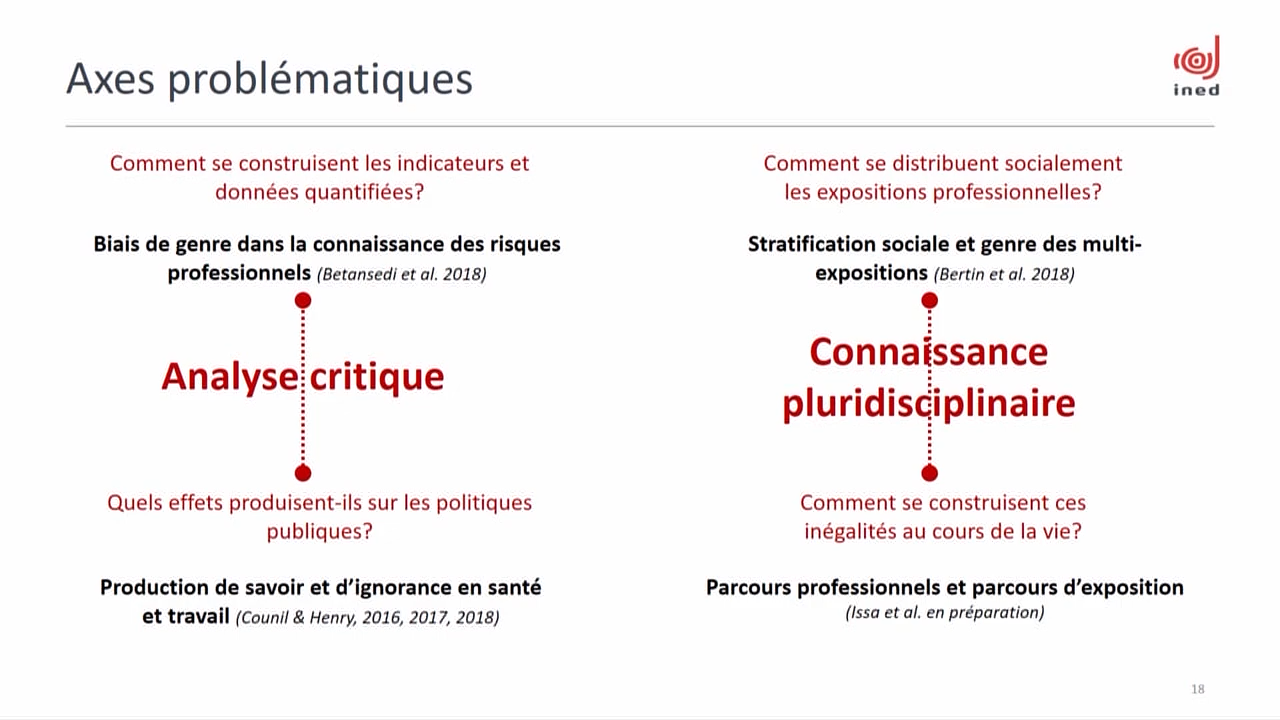 Axes problématiques
ined
Comment se construisent les indicateurs et
données quantifiées?
Biais de genre dans la connaissance des risques
professionnels (Betansedi et al. 2018)
Analyse critique
Quels effets produisent-ils sur les politiques
publiques?
Production de savoir et d’ignorance en santé
et travail (Counil & Henry, 2016, 2017, 2018)
Comment se distribuent socialement
les expositions professionnelles?
Stratification sociale et genre des multi-
expositions (Bertin et al. 2018)
Connaissance
pluridisciplinaire
Comment se construisent ces
inégalités au cours de la vie?
Parcours professionnels et parcours d’exposition
(Issa et al. en préparation)
18